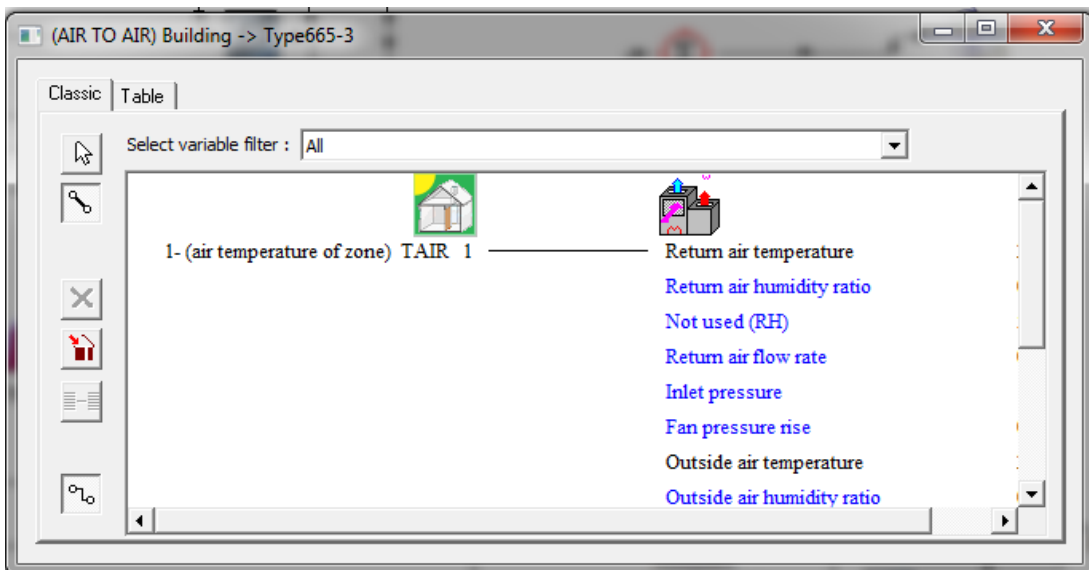 (AIR TO AIR) Building -> Type665-3
Classic
Table
Select variable filter : All
1- (air temperature of zone) TAIR 1
Return air temperature
Return air humidity ratio
Not used (RH)
Return air flow rate
Inlet pressure
Fan pressure rise
Outside air temperature
Outside air humidity ratio